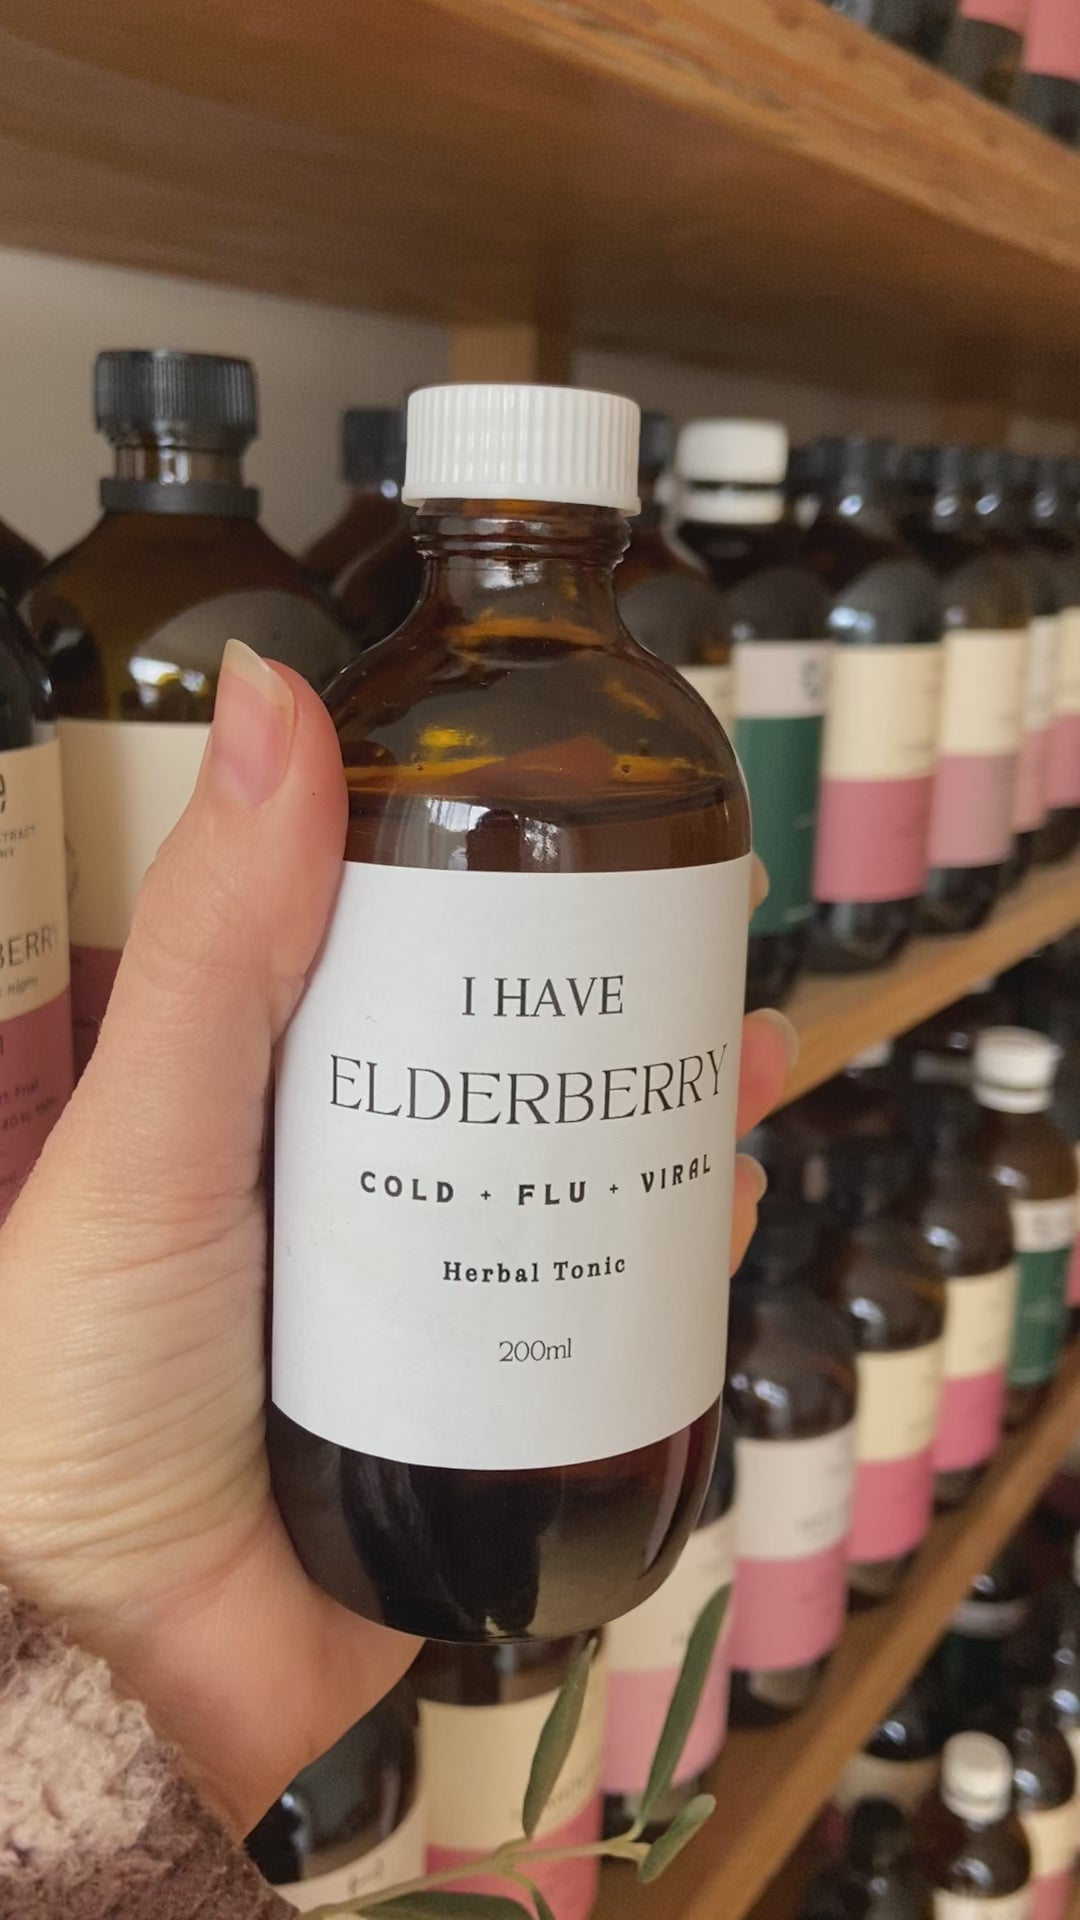 I HAVE
ELDERBERRY
COLD + FLU + VIRAL
Herbal Tonic
200ml